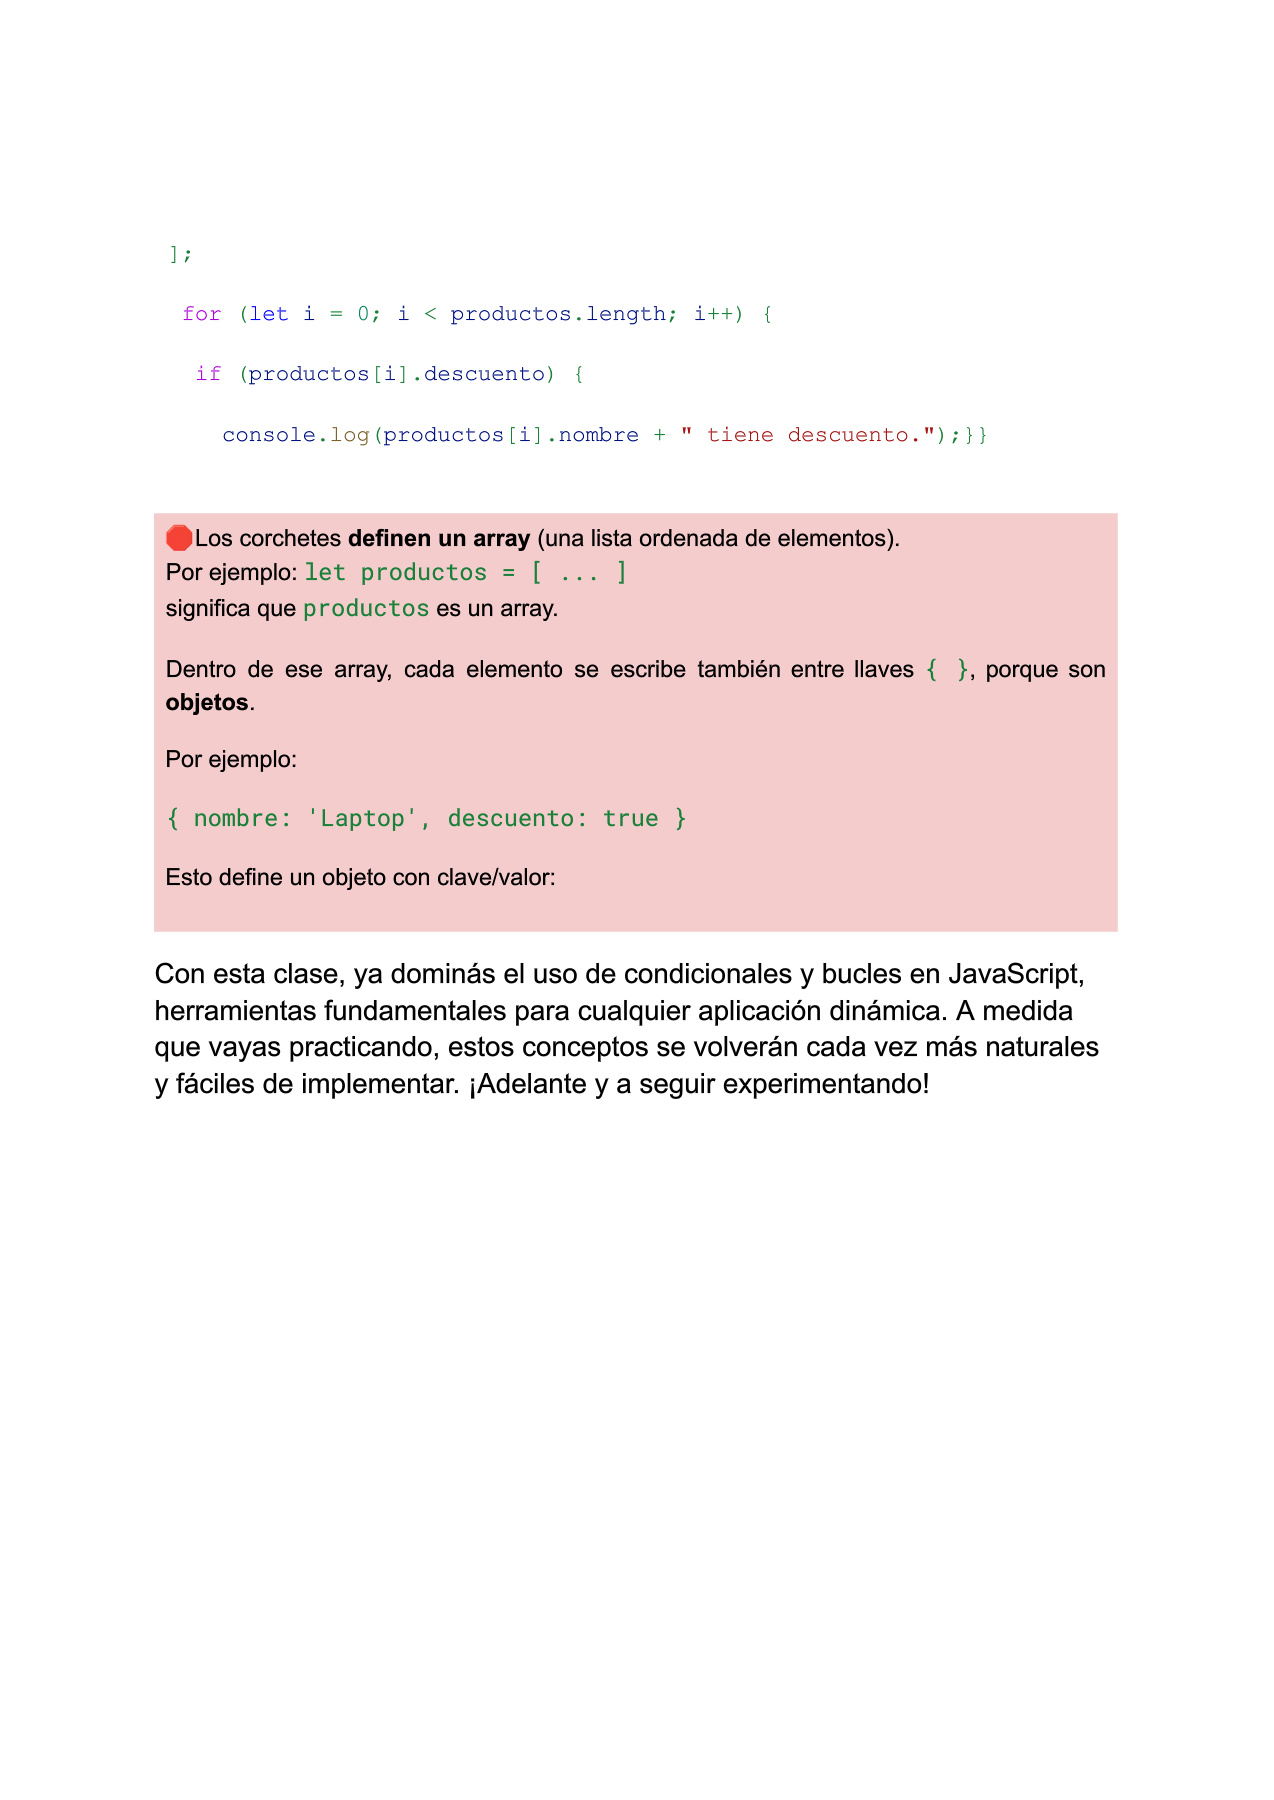 ];
for (let i = 0; i < productos.length; i++) {
if (productos[i].descuento) {
console.log(productos[i].nombre + " tiene descuento.");}}
🛑Los corchetes definen un array (una lista ordenada de elementos).
Por ejemplo: let productos = [ ... ]
significa que productos es un array.
Dentro de ese array, cada elemento se escribe también entre llaves { }, porque son
objetos.
Por ejemplo:
{ nombre: 'Laptop', descuento: true }
Esto define un objeto con clave/valor:
Con esta clase, ya dominás el uso de condicionales y bucles en JavaScript,
herramientas fundamentales para cualquier aplicación dinámica. A medida
que vayas practicando, estos conceptos se volverán cada vez más naturales
y fáciles de implementar. ¡Adelante y a seguir experimentando!